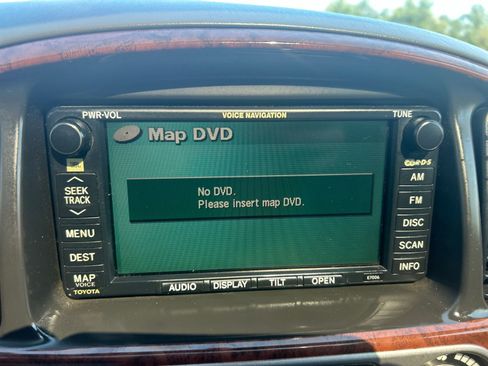 PWR·VOL
VOICE NAVIGATION
TUNE
Map DVD
No DVD.
Please insert map DVD.
SEEK
TRACK
MENU
DEST
MAP
VOICE
TOYOTA
AM
FM
DISC
SCAN
INFO
AUDIO
DISPLAY
TILT
OPEN
E7006